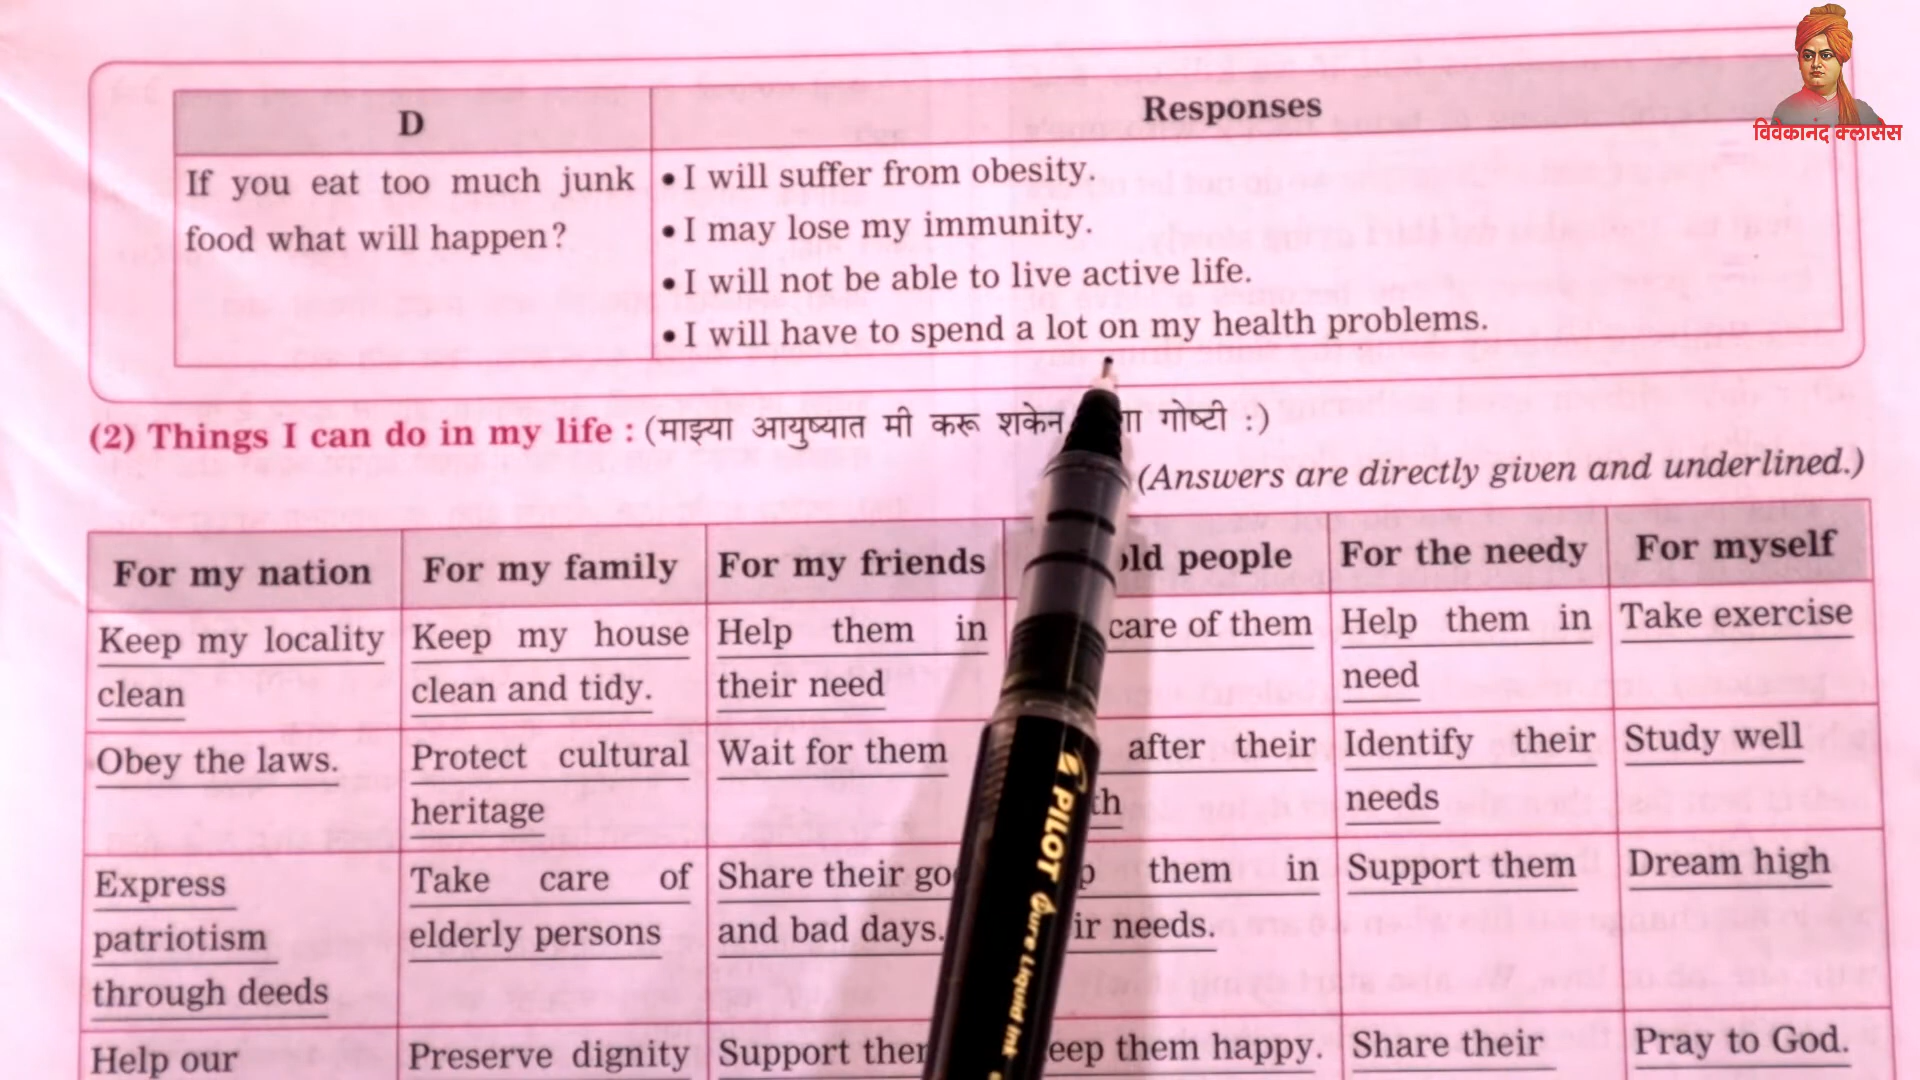 विवेकानंद क्लासेस
D
Responses
If you eat too much junk
food what will happen?
• I will suffer from obesity.
• I may lose my immunity.
• I will not be able to live active life.
• I will have to spend a lot on my health problems.
(2) Things I can do in my life : (माझ्या आयुष्यात मी करू शकेन गोष्टी :)
(Answers are directly given and underlined.)
For my nation
For my family
For my friends
old people
For the needy
For myself
Keep my locality
clean
Keep my house
clean and tidy.
Help them in
their need
care of them
Help them in
need
Take exercise
Obey the laws.
Protect cultural
heritage
Wait for them
after their
Identify their
needs
Study well
Express
patriotism
through deeds
Take care of
elderly persons
Share their
and bad days.
them in
needs.
Support them
Dream high
Help our
Preserve dignity
Support
them happy.
Share their
Pray to God.
PILOT
Pure Liquid Ink